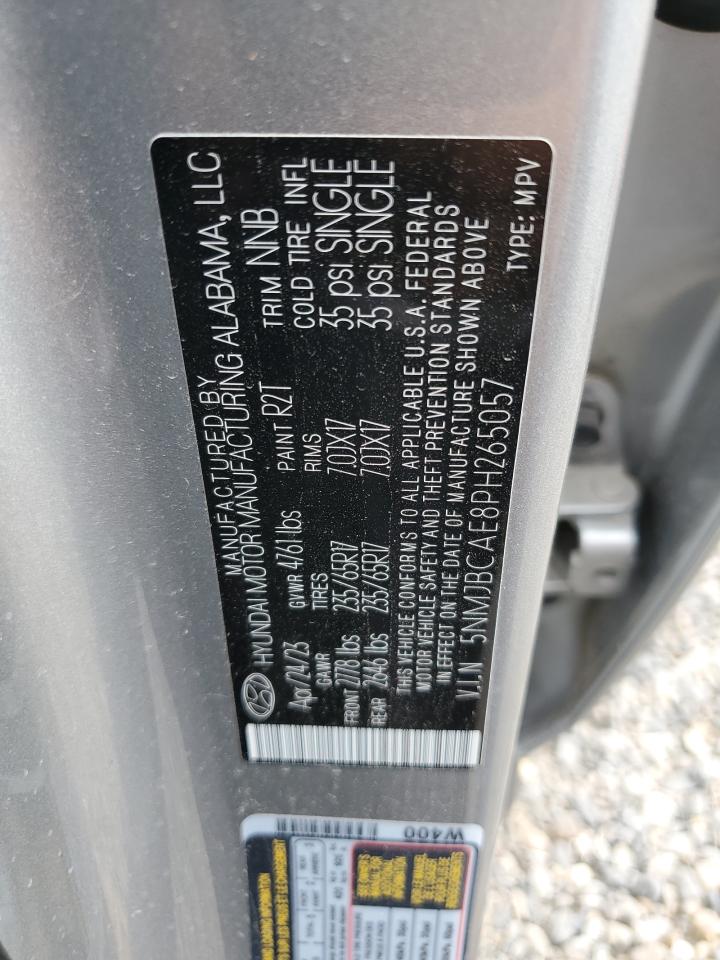 MANUFACTURED BY
HYUNDAI MOTOR MANUFACTURING ALABAMA, LLC
Apr/24/23 GVWR 4761 lbs PAINT R2T TRIM NNB
GAWR TIRES RIMS COLD TIRE INFL
FRONT 2778 lbs 235/65R17 7.0JX17 35 psi SINGLE
REAR 2646 lbs 235/65R17 7.0JX17 35 psi SINGLE
THIS VEHICLE CONFORMS TO ALL APPLICABLE U.S.A. FEDERAL
MOTOR VEHICLE SAFETY AND THEFT PREVENTION STANDARDS
IN EFFECT ON THE DATE OF MANUFACTURE SHOWN ABOVE
V.I.N 5NMJBCAE8PH265057 TYPE: MPV
W400